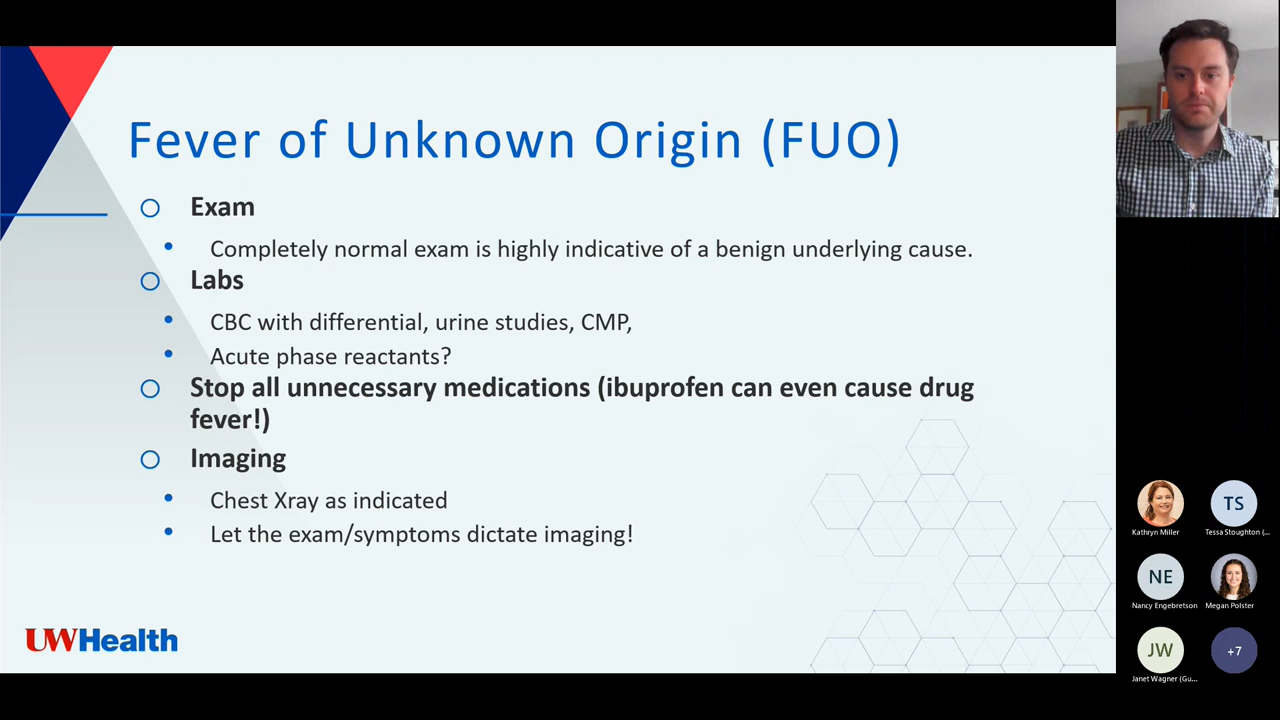 Fever of Unknown Origin (FUO)
Exam
Completely normal exam is highly indicative of a benign underlying cause.
Labs
CBC with differential, urine studies, CMP,
Acute phase reactants?
Stop all unnecessary medications (ibuprofen can even cause drug
fever!)
Imaging
Chest Xray as indicated
Let the exam/symptoms dictate imaging!
UWHealth
TS
Kathryn Miller
Tessa Stoughton (...
NE
Nancy Engebretson
Megan Polster
JW
+7
Janet Wagner (Gu...